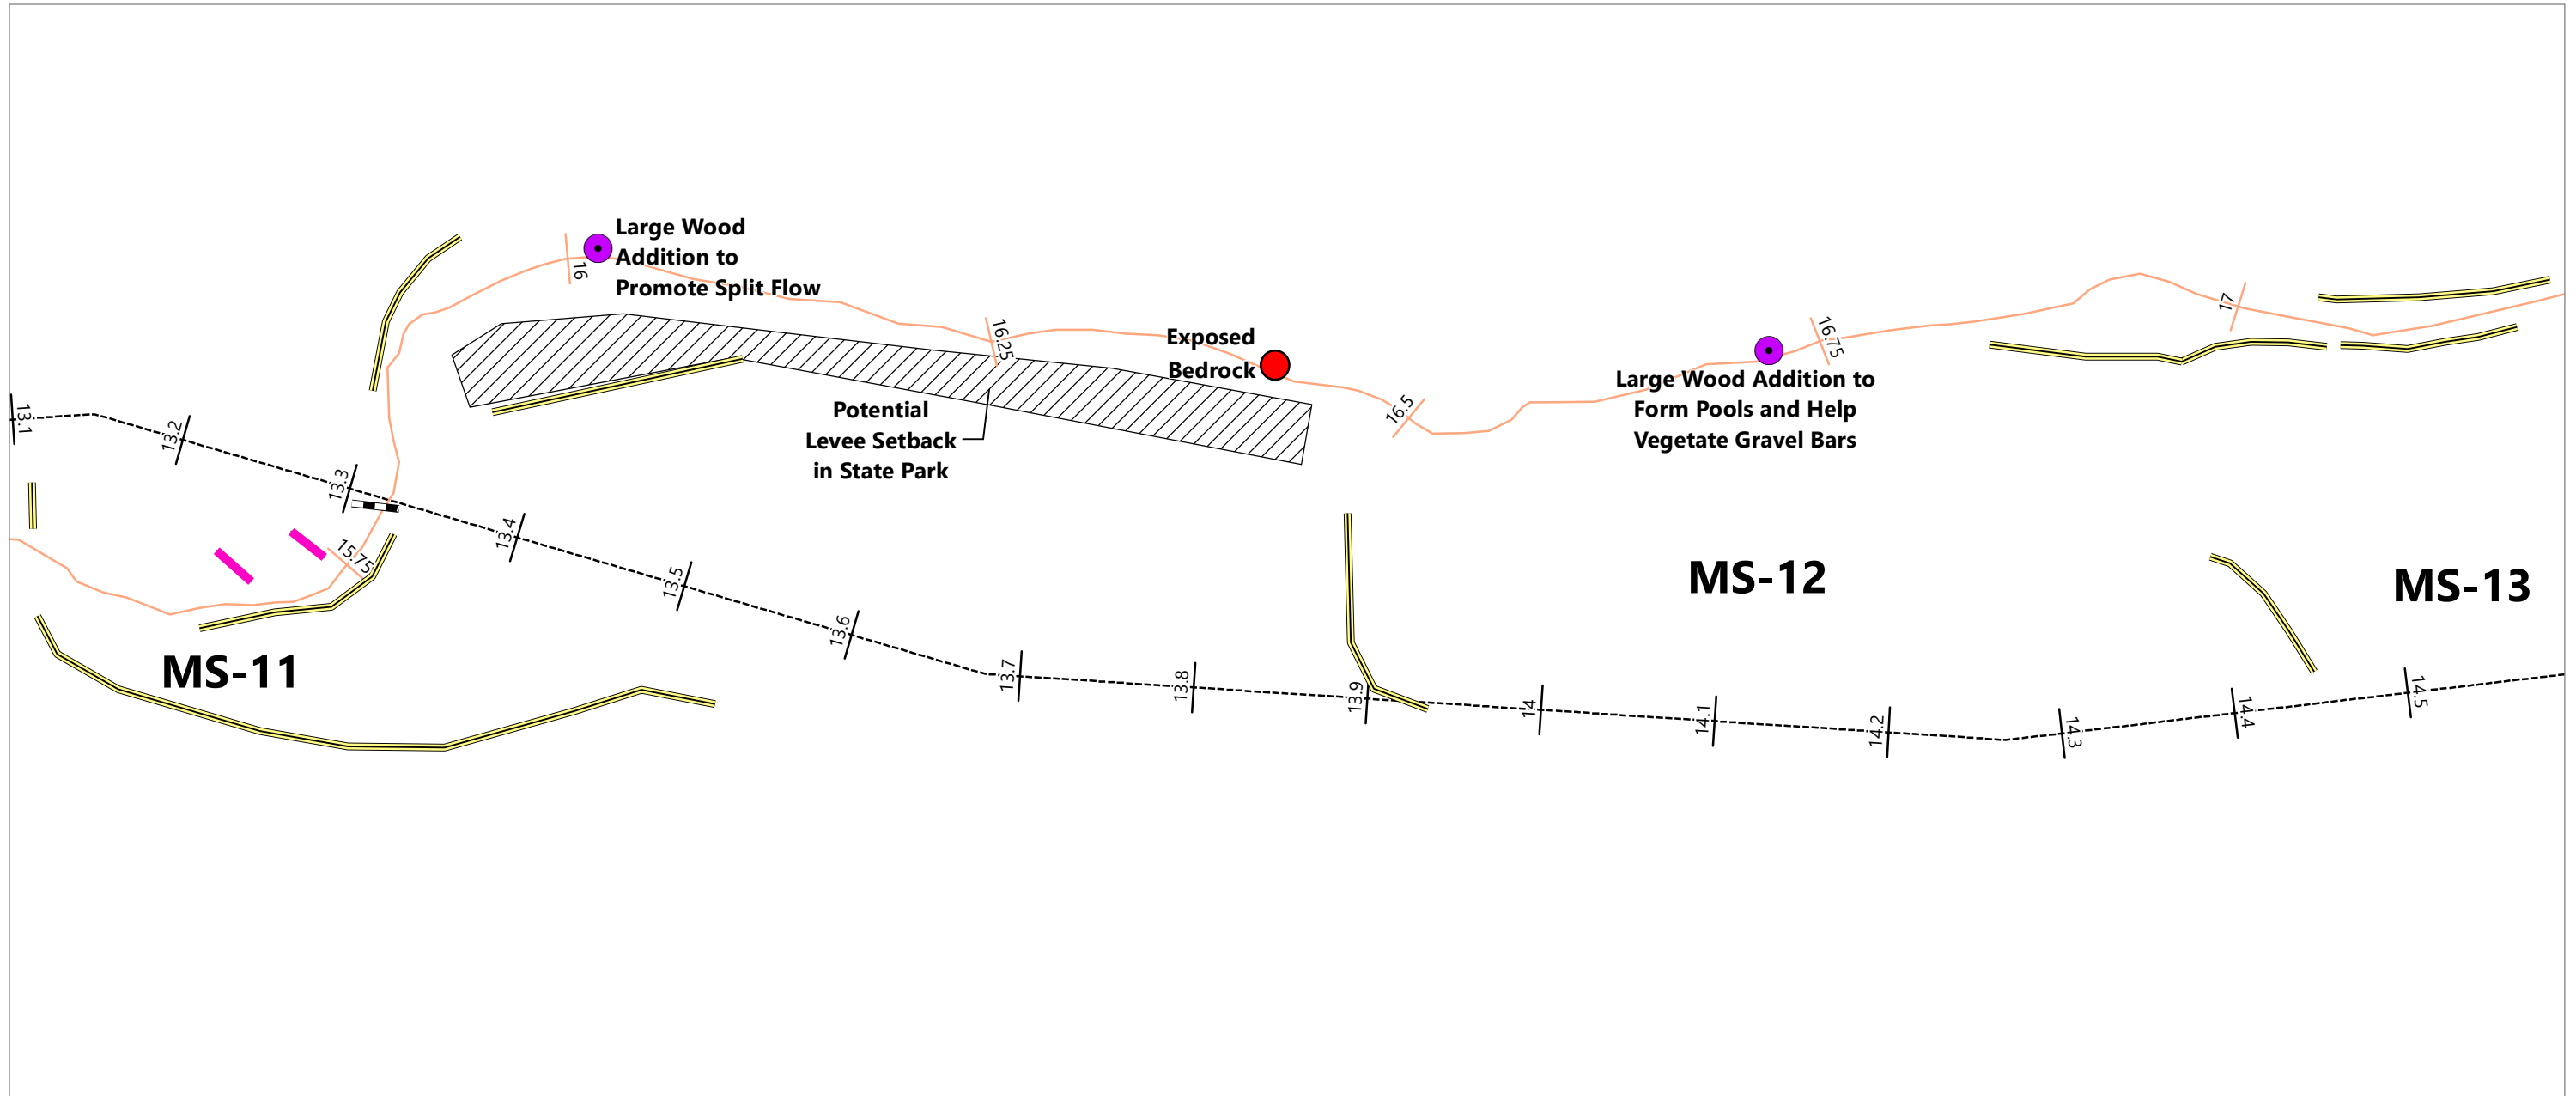 Large Wood
Addition to
Promote Split Flow
16
16.25
Exposed
Bedrock
16.5
16.75
17
Large Wood Addition to
Form Pools and Help
Vegetate Gravel Bars
Potential
Levee Setback
in State Park
13.1
13.2
13.3
13.4
13.5
13.6
13.7
13.8
13.9
14
14.1
14.2
14.3
14.4
14.5
15.75
MS-11
MS-12
MS-13